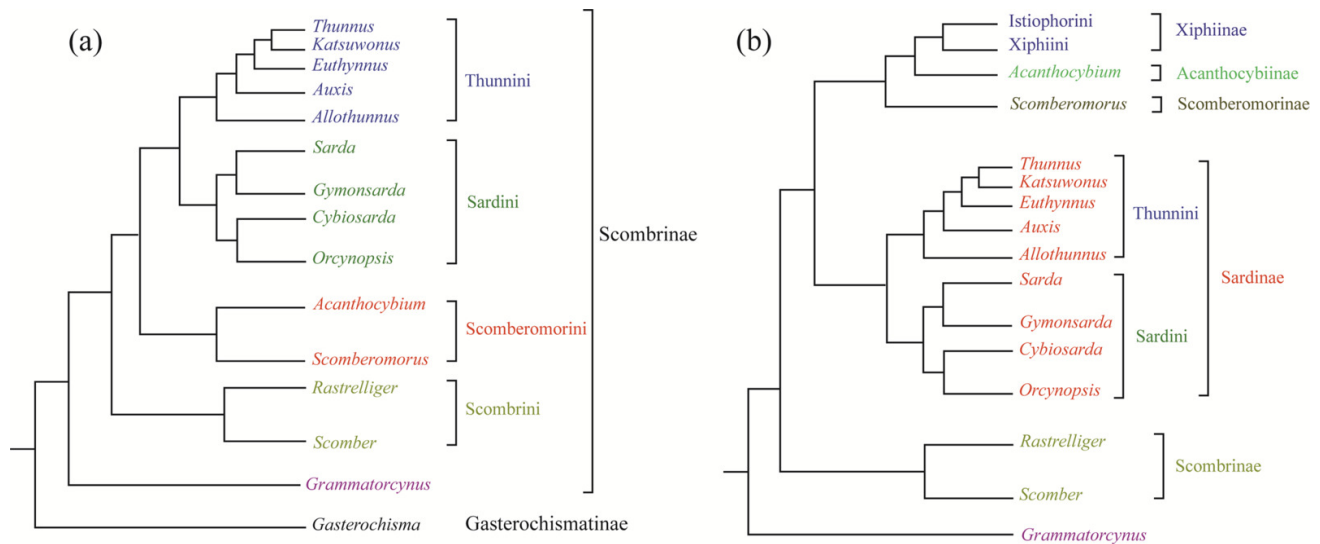 (a)
Thunnus
Katsuwonus
Euthynnus
Auxis
Allothunnus
Thunnini
Sarda
Gymonsarda
Cybiosarda
Orcynopsis
Sardini
Acanthocybium
Scomberomorus
Scomberomorini
Rastrelliger
Scomber
Scombrini
Grammatorcynus
Scombrinae
Gasterochisma
Gasterochismatinae
(b)
Istiophorini
Xiphiini
Xiphiinae
Acanthocybium
Acanthocybiinae
Scomberomorus
Scomberomorinae
Thunnus
Katsuwonus
Euthynnus
Auxis
Allothunnus
Thunnini
Sarda
Gymonsarda
Cybiosarda
Orcynopsis
Sardini
Sardinae
Rastrelliger
Scomber
Scombrinae
Grammatorcynus